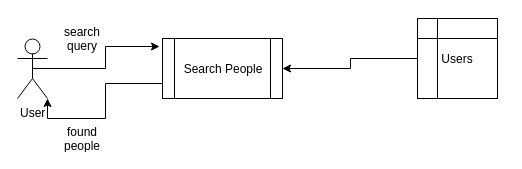 search
query
Search People
Users
User
found
people